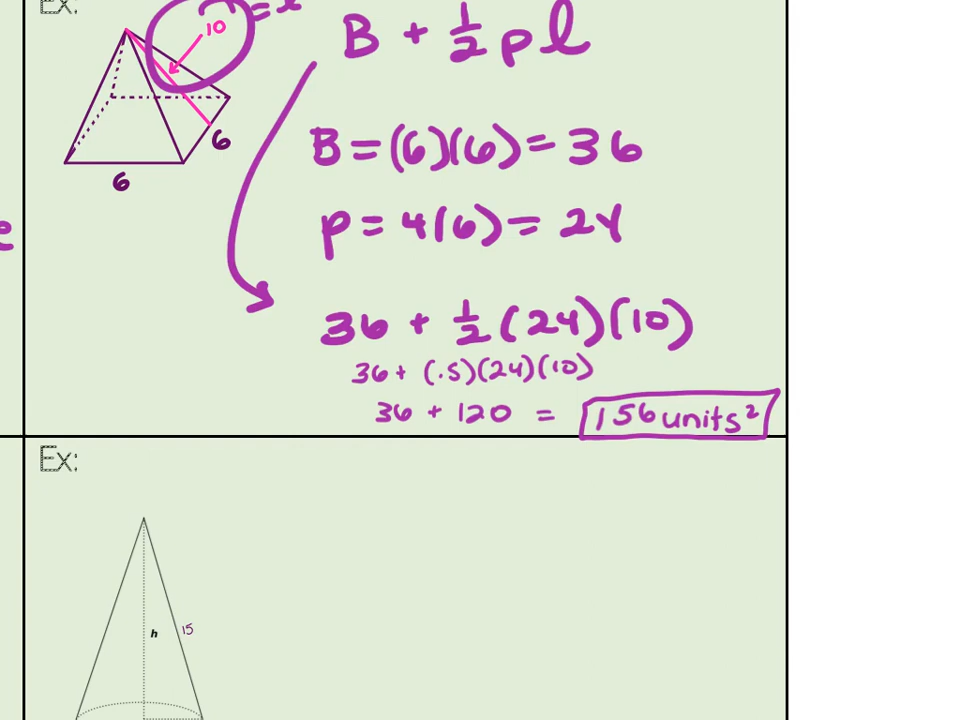 Ex:
10
= l
6
6
B + 1/2 p l
B = (6)(6) = 36
p = 4(6) = 24
36 + 1/2 (24)(10)
36 + (.5)(24)(10)
36 + 120 = 156 units²
Ex:
h
15